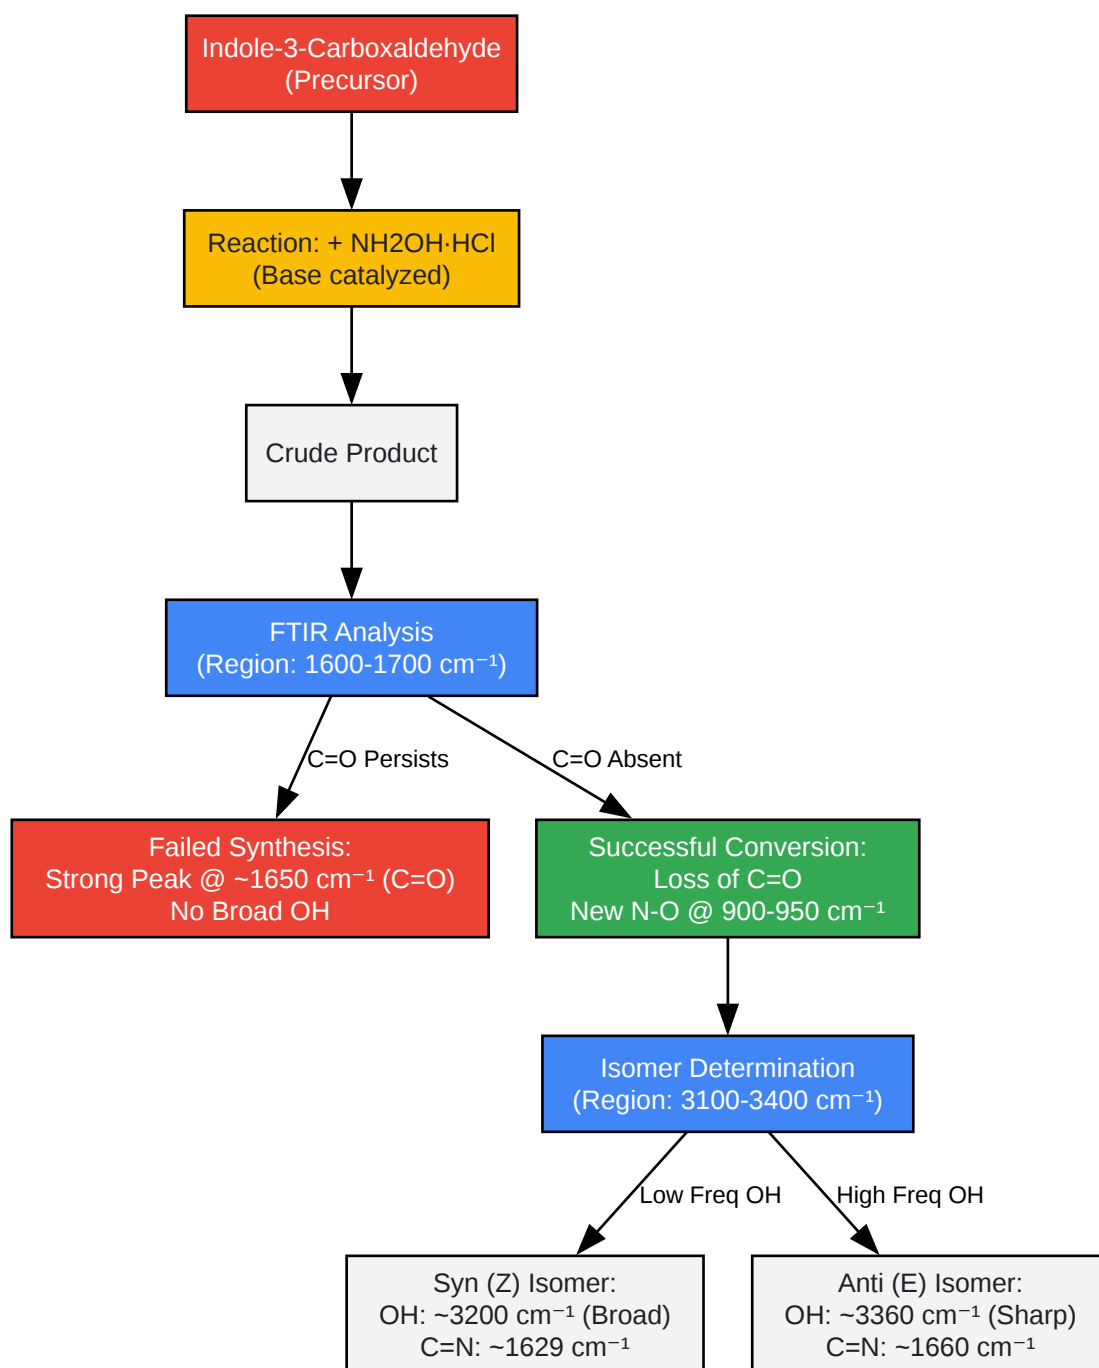 Indole-3-Carboxaldehyde
(Precursor)
Reaction: + NH2OH·HCl
(Base catalyzed)
Crude Product
FTIR Analysis
(Region: 1600-1700 cm⁻¹)
C=O Persists
C=O Absent
Failed Synthesis:
Strong Peak @ ~1650 cm⁻¹ (C=O)
No Broad OH
Successful Conversion:
Loss of C=O
New N-O @ 900-950 cm⁻¹
Isomer Determination
(Region: 3100-3400 cm⁻¹)
Low Freq OH
High Freq OH
Syn (Z) Isomer:
OH: ~3200 cm⁻¹ (Broad)
C=N: ~1629 cm⁻¹
Anti (E) Isomer:
OH: ~3360 cm⁻¹ (Sharp)
C=N: ~1660 cm⁻¹